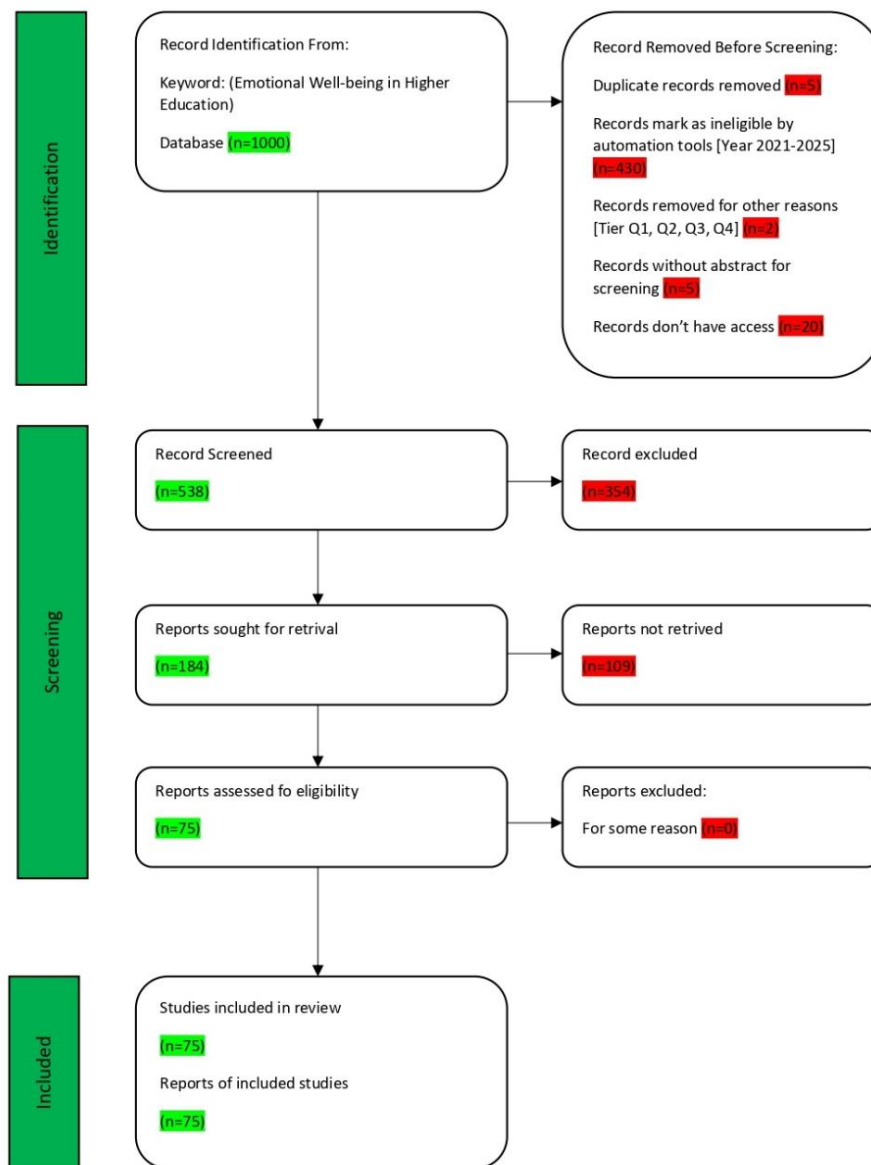 Identification
Record Identification From:
Keyword: (Emotional Well-being in Higher
Education)
Database (n=1000)
Record Removed Before Screening:
Duplicate records removed (n=5)
Records mark as ineligible by
automation tools [Year 2021-2025]
(n=430)
Records removed for other reasons
[Tier Q1, Q2, Q3, Q4] (n=2)
Records without abstract for
screening (n=5)
Records don't have access (n=20)
Screening
Record Screened
(n=538)
Record excluded
(n=354)
Reports sought for retrival
(n=184)
Reports not retrived
(n=109)
Reports assessed fo eligibility
(n=75)
Reports excluded:
For some reason (n=0)
Included
Studies included in review
(n=75)
Reports of included studies
(n=75)